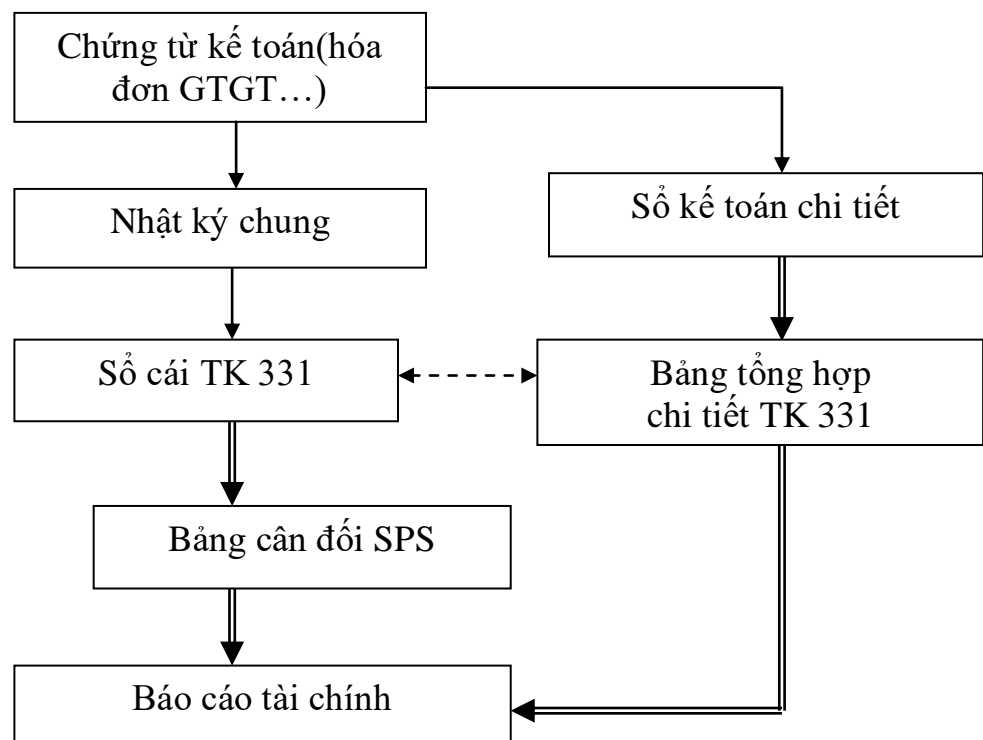 Chứng từ kế toán(hóa
đơn GTGT…)
Nhật ký chung
Sổ kế toán chi tiết
Sổ cái TK 331
Bảng tổng hợp
chi tiết TK 331
Bảng cân đối SPS
Báo cáo tài chính